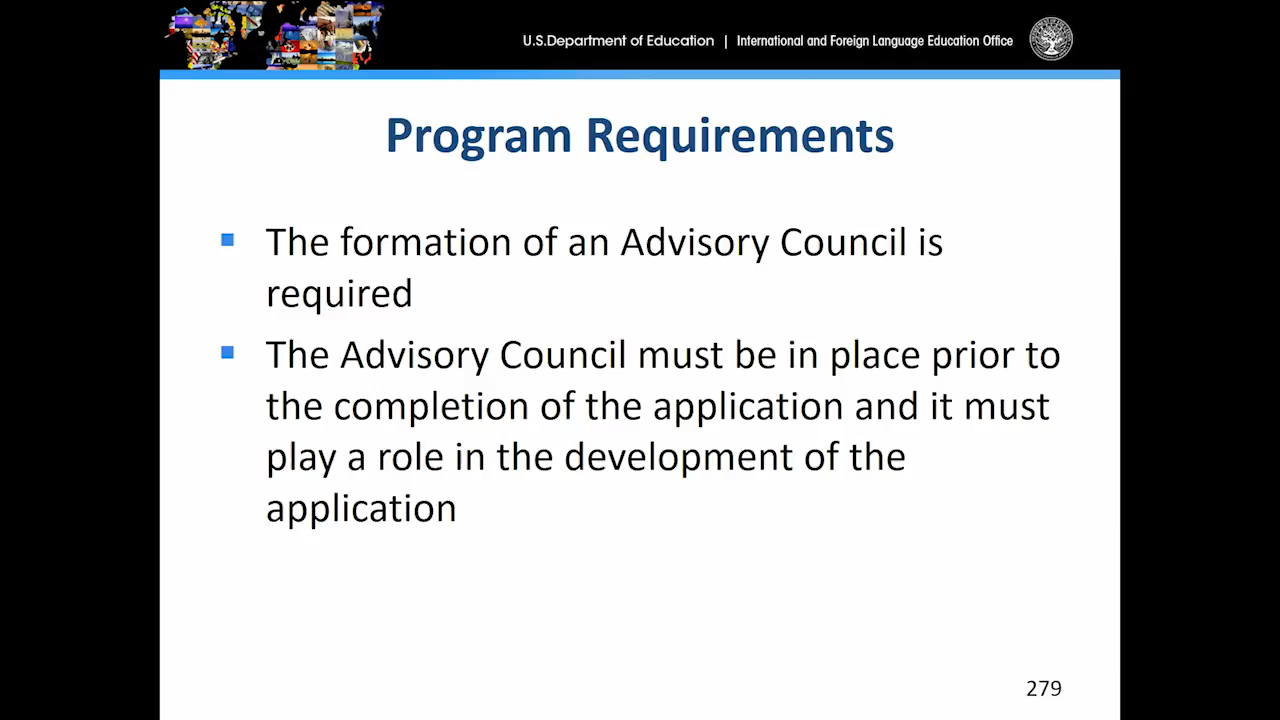 U.S.Department of Education | International and Foreign Language Education Office
Program Requirements
▪ The formation of an Advisory Council is
required
▪ The Advisory Council must be in place prior to
the completion of the application and it must
play a role in the development of the
application
279